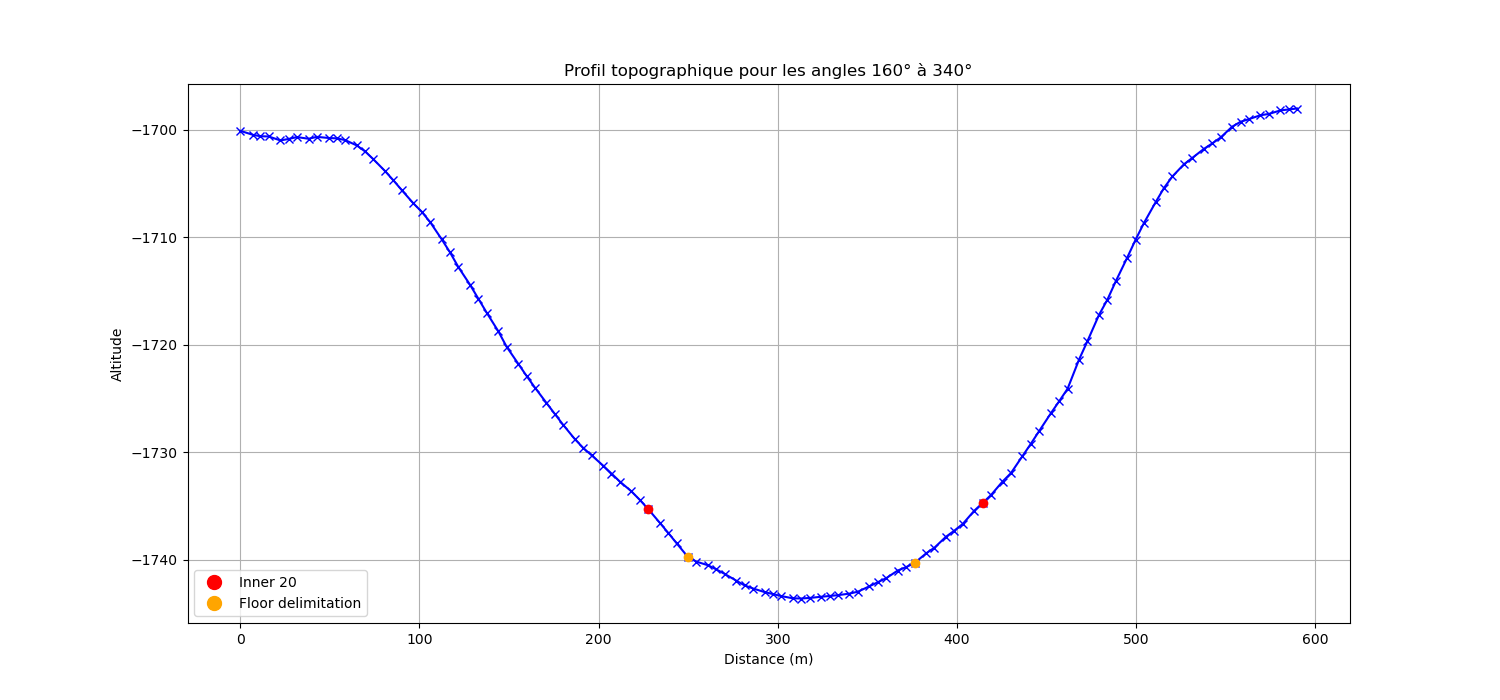 Profil topographique pour les angles 160° à 340°
Altitude
−1700
−1710
−1720
−1730
−1740
Inner 20
Floor delimitation
0 100 200 300 400 500 600
Distance (m)